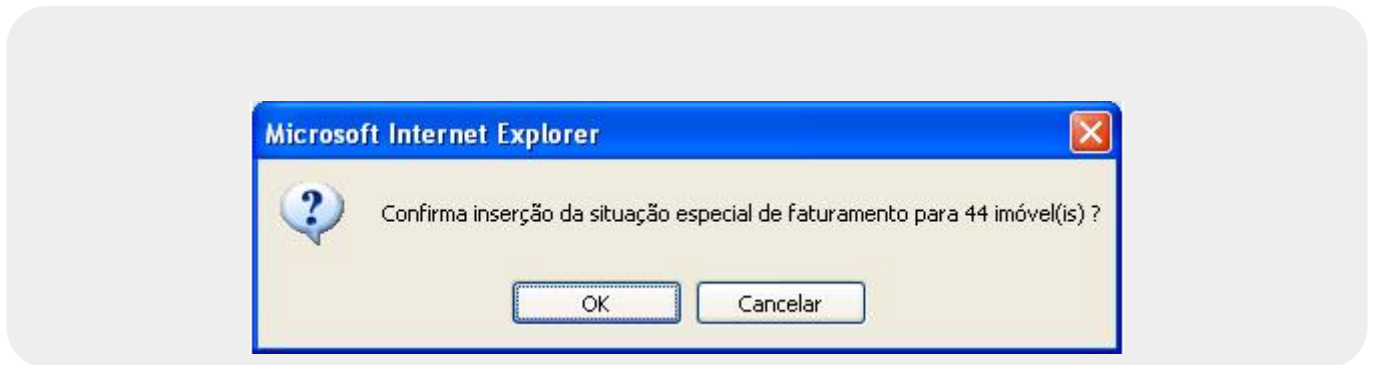 Microsoft Internet Explorer
Confirma inserção da situação especial de faturamento para 44 imóvel(is) ?
OK
Cancelar